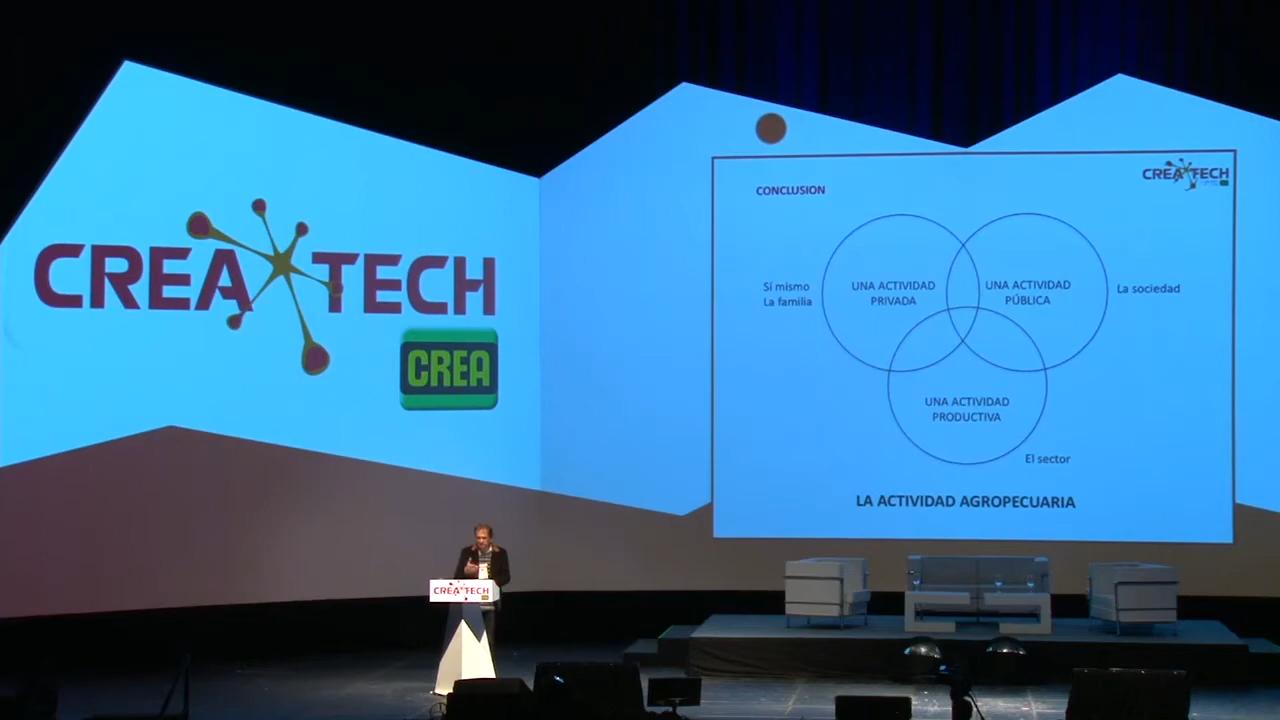 CREA TECH
CREA
CREA TECH
CONCLUSION
Sí mismo
La familia
UNA ACTIVIDAD
PRIVADA
UNA ACTIVIDAD
PÚBLICA
La sociedad
UNA ACTIVIDAD
PRODUCTIVA
El sector
LA ACTIVIDAD AGROPECUARIA
CREA TECH